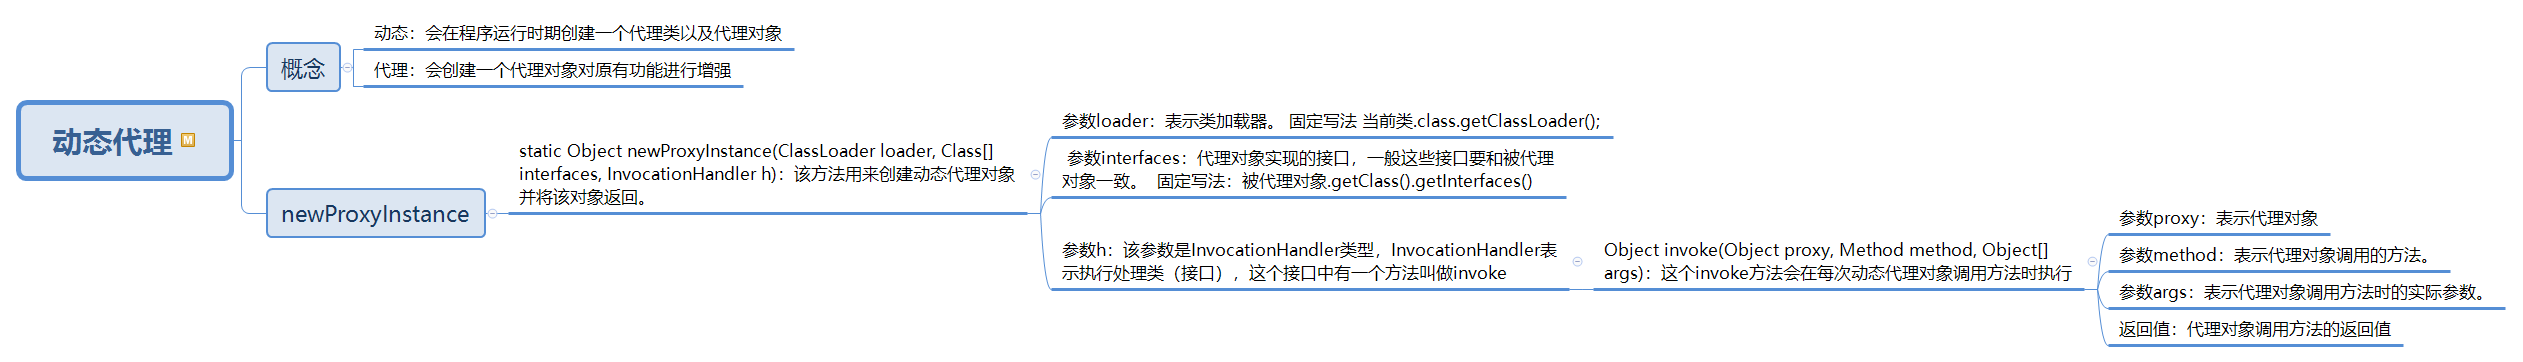 动态代理
M
概念
动态：会在程序运行时期创建一个代理类以及代理对象
代理：会创建一个代理对象对原有功能进行增强
newProxyInstance
static Object newProxyInstance(ClassLoader loader, Class[]
interfaces, InvocationHandler h)：该方法用来创建动态代理对象
并将该对象返回。
参数loader：表示类加载器。 固定写法 当前类.class.getClassLoader();
参数interfaces：代理对象实现的接口，一般这些接口要和被代理
对象一致。 固定写法：被代理对象.getClass().getInterfaces()
参数h：该参数是InvocationHandler类型，InvocationHandler表
示执行处理类（接口），这个接口中有一个方法叫做invoke
Object invoke(Object proxy, Method method, Object[]
args)：这个invoke方法会在每次动态代理对象调用方法时执行
参数proxy：表示代理对象
参数method：表示代理对象调用的方法。
参数args：表示代理对象调用方法时的实际参数。
返回值：代理对象调用方法的返回值